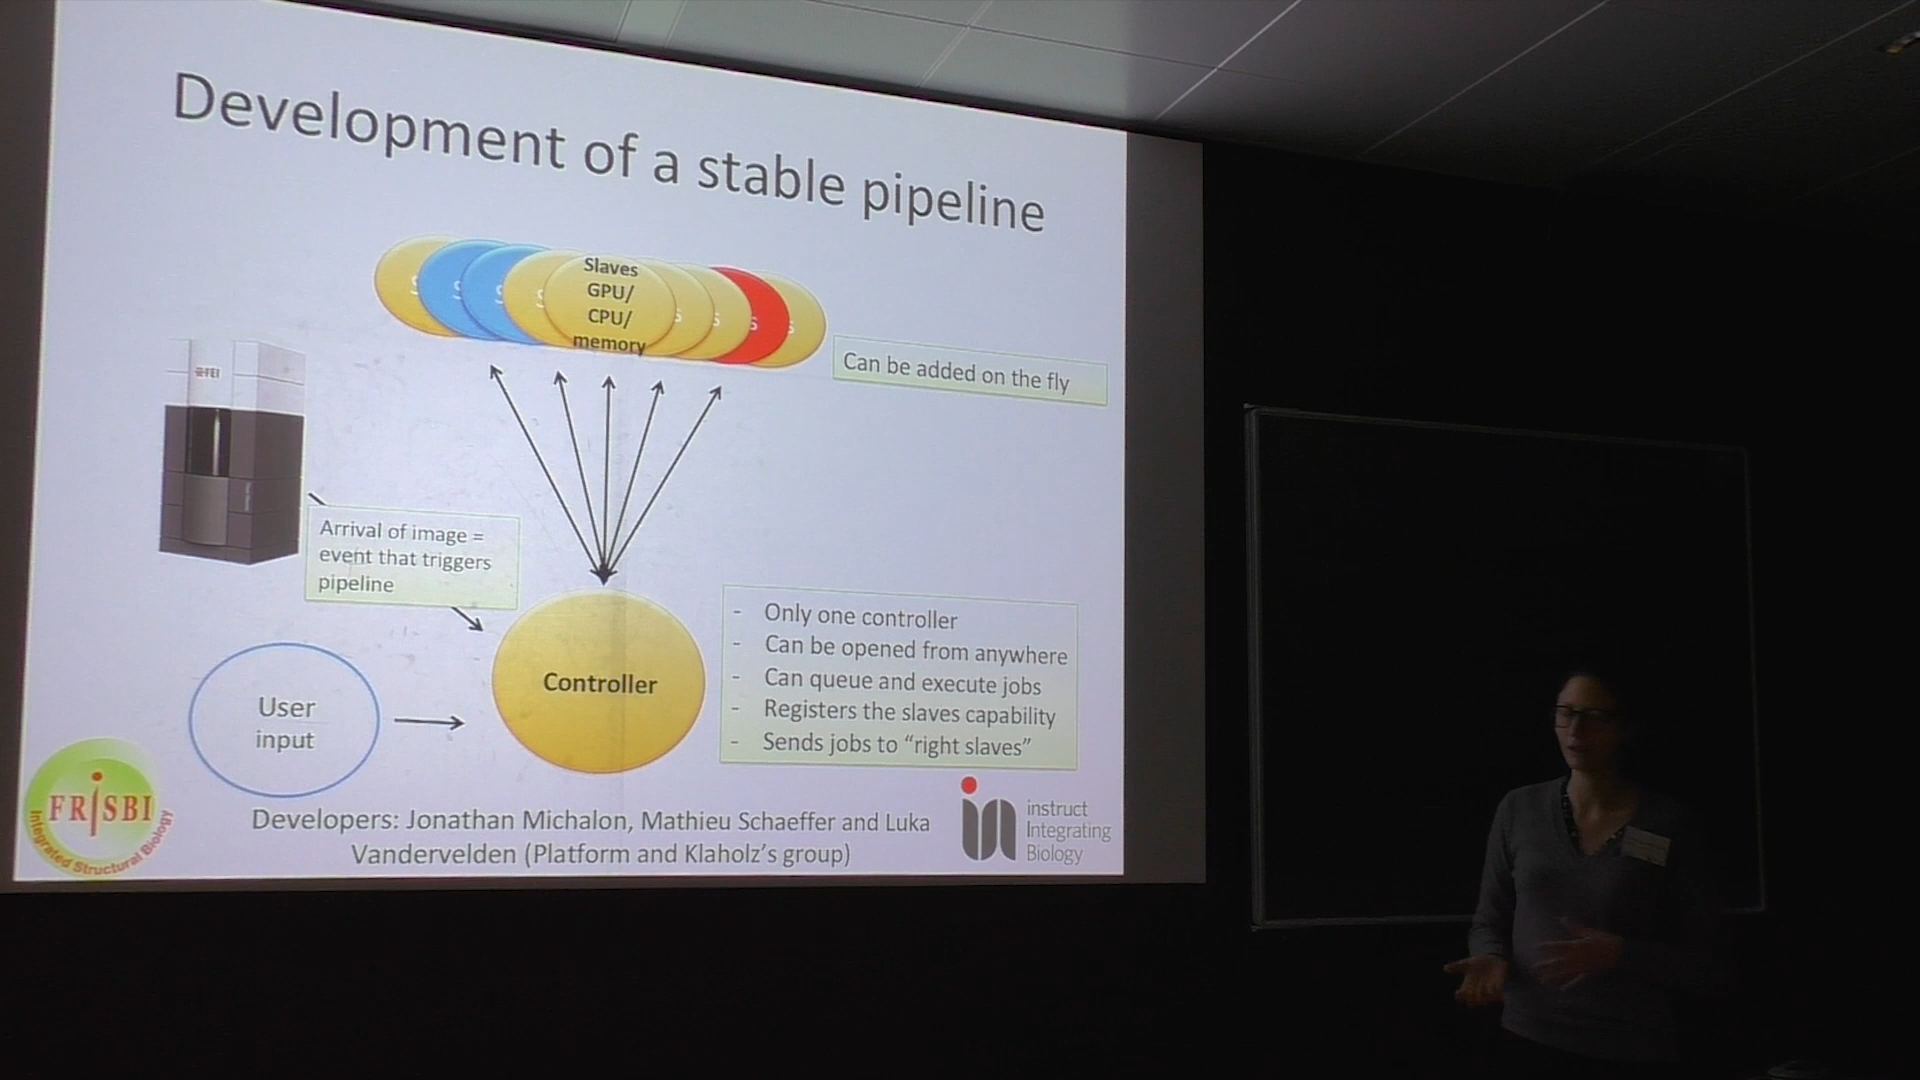 Development of a stable pipeline
Slaves
GPU/
CPU/
memory
S
S
S
S
S
S
S
S
Can be added on the fly
FEI
Arrival of image =
event that triggers
pipeline
Controller
User
input
- Only one controller
- Can be opened from anywhere
- Can queue and execute jobs
- Registers the slaves capability
- Sends jobs to “right slaves”
FRISBI
Integrated Structural Biology
Developers: Jonathan Michalon, Mathieu Schaeffer and Luka
Vandervelden (Platform and Klaholz’s group)
instruct
Integrating
Biology